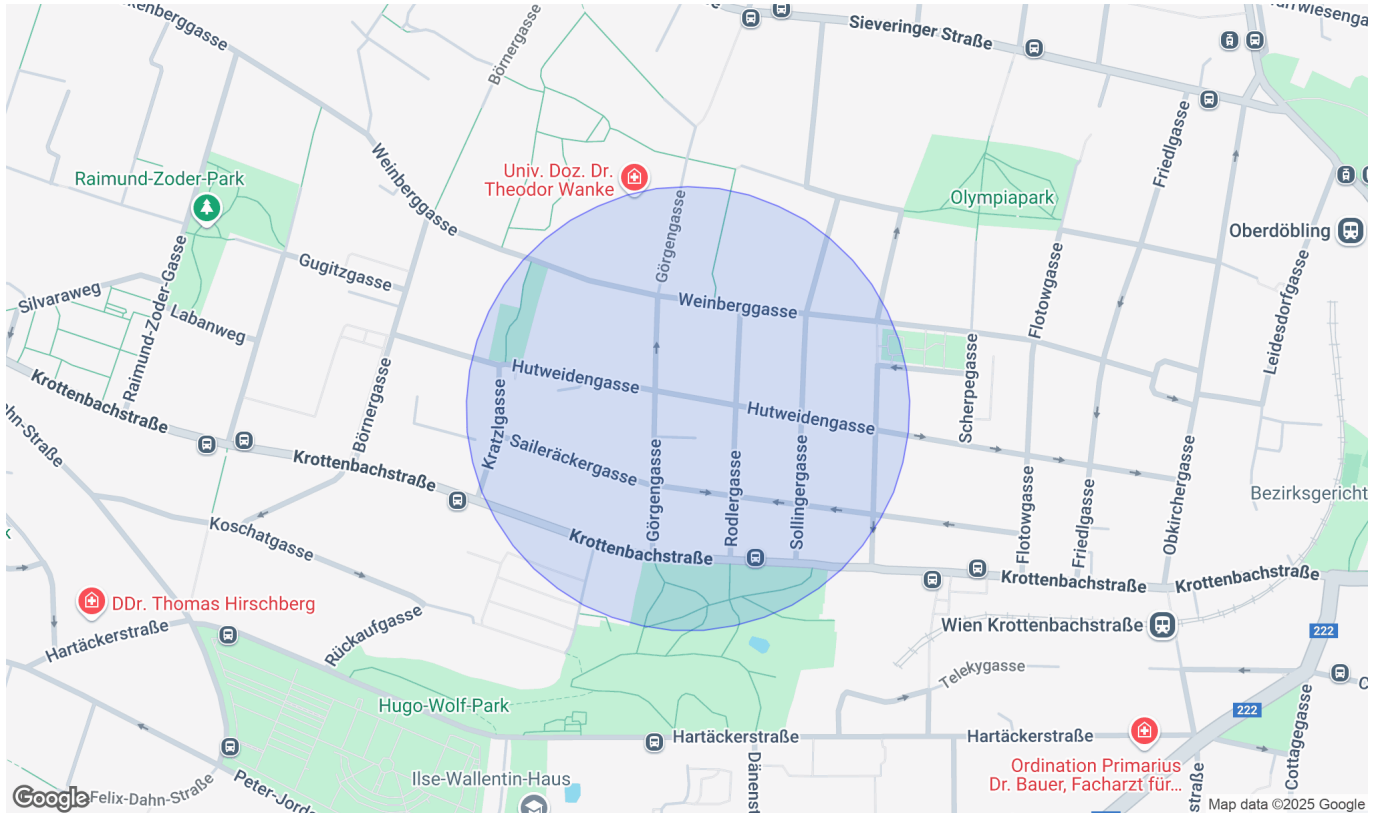 Sieveringer Straße
Börnergasse
Weinberggasse
Friedlgasse
Univ. Doz. Dr.
Theodor Wanke
Raimund-Zoder-Park
Olympiapark
Oberdöbling
Görgengasse
Gugitzgasse
Flotowgasse
Leidesdorfgasse
Silvaraweg
Raimund-Zoder-Gasse
Labanweg
Weinberggasse
Scherpegasse
Krottenbachstraße
Börnergasse
Kratzlgasse
Hutweidengasse
Hutweidengasse
Saileräckergasse
Görgengasse
Rodlergasse
Sollingergasse
Krottenbachstraße
Bezirksgericht
Flotowgasse
Friedlgasse
Obkirchergasse
Koschatgasse
Krottenbachstraße
Krottenbachstraße
Krottenbachstraße
DDr. Thomas Hirschberg
Hartäckerstraße
Rückaufgasse
Wien Krottenbachstraße
222
Telekygasse
Hugo-Wolf-Park
222
Cottagegasse
Hartäckerstraße
Hartäckerstraße
Ordination Primarius
Dr. Bauer, Facharzt für...
Ilse-Wallentin-Haus
Dänenst
Felix-Dahn-Straße
Peter-Jord
straße
Google
Map data ©2025 Google